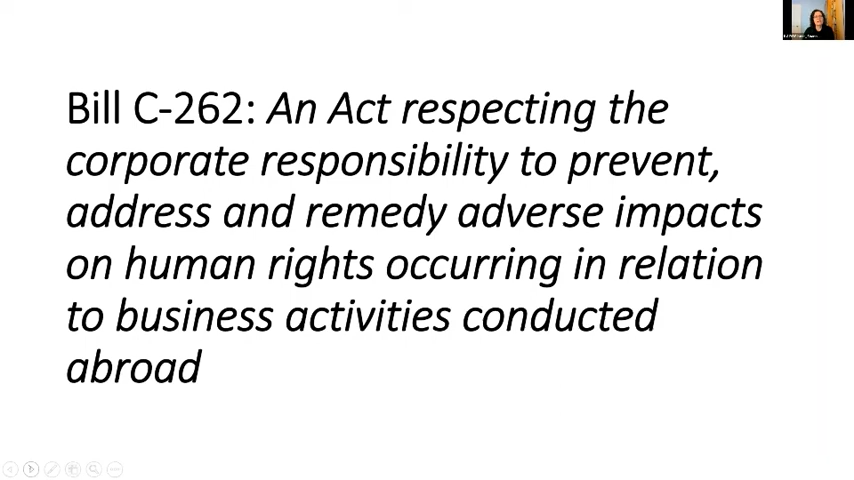 Bill C-262: An Act respecting the
corporate responsibility to prevent,
address and remedy adverse impacts
on human rights occurring in relation
to business activities conducted
abroad